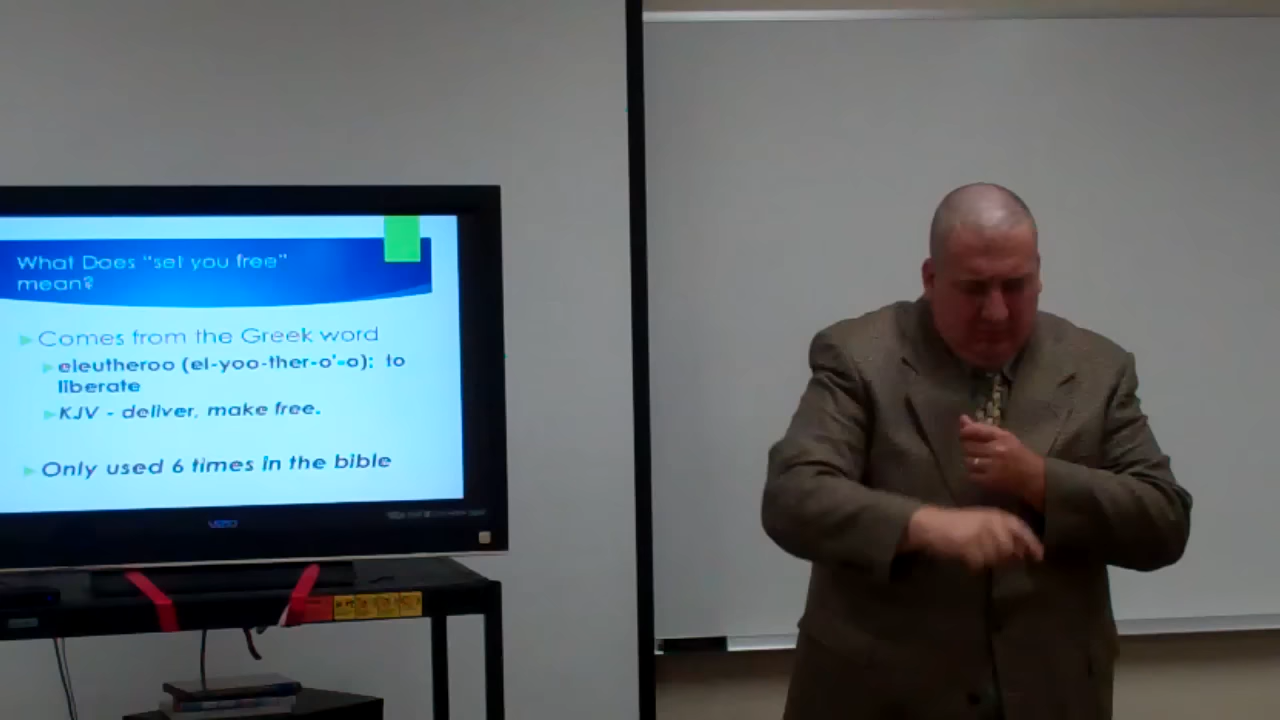 What Does "set you free"
mean?
Comes from the Greek word
eleutheroo (el-yoo-ther-o'-o): to
liberate
KJV - deliver, make free.
Only used 6 times in the bible
VIZIO